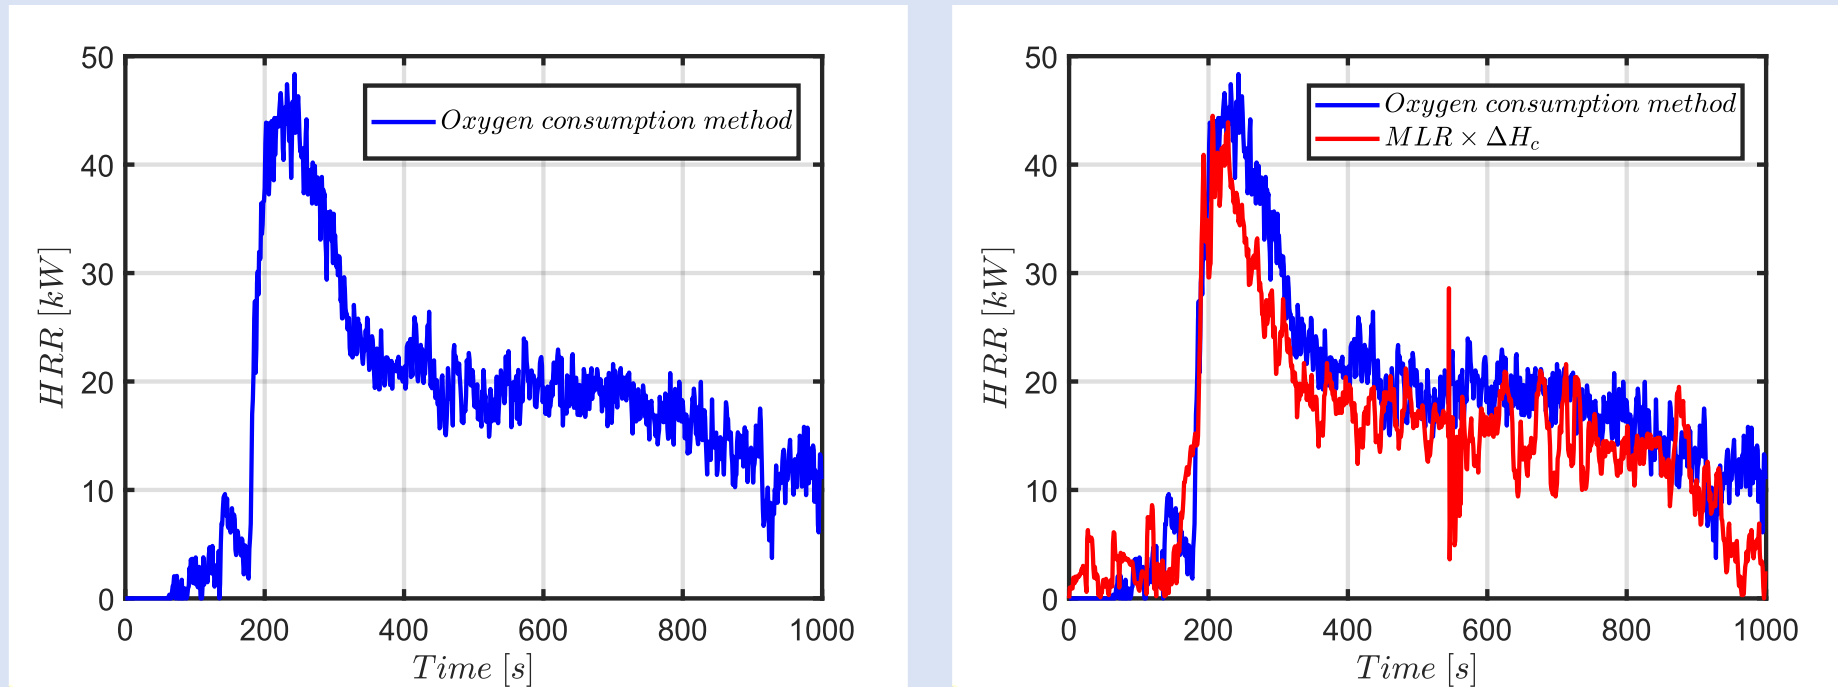 50
40
30
20
10
0
0 200 400 600 800 1000
HRR [kW]
Time [s]
Oxygen consumption method
50
40
30
20
10
0
0 200 400 600 800 1000
HRR [kW]
Time [s]
Oxygen consumption method
MLR × ΔH_c